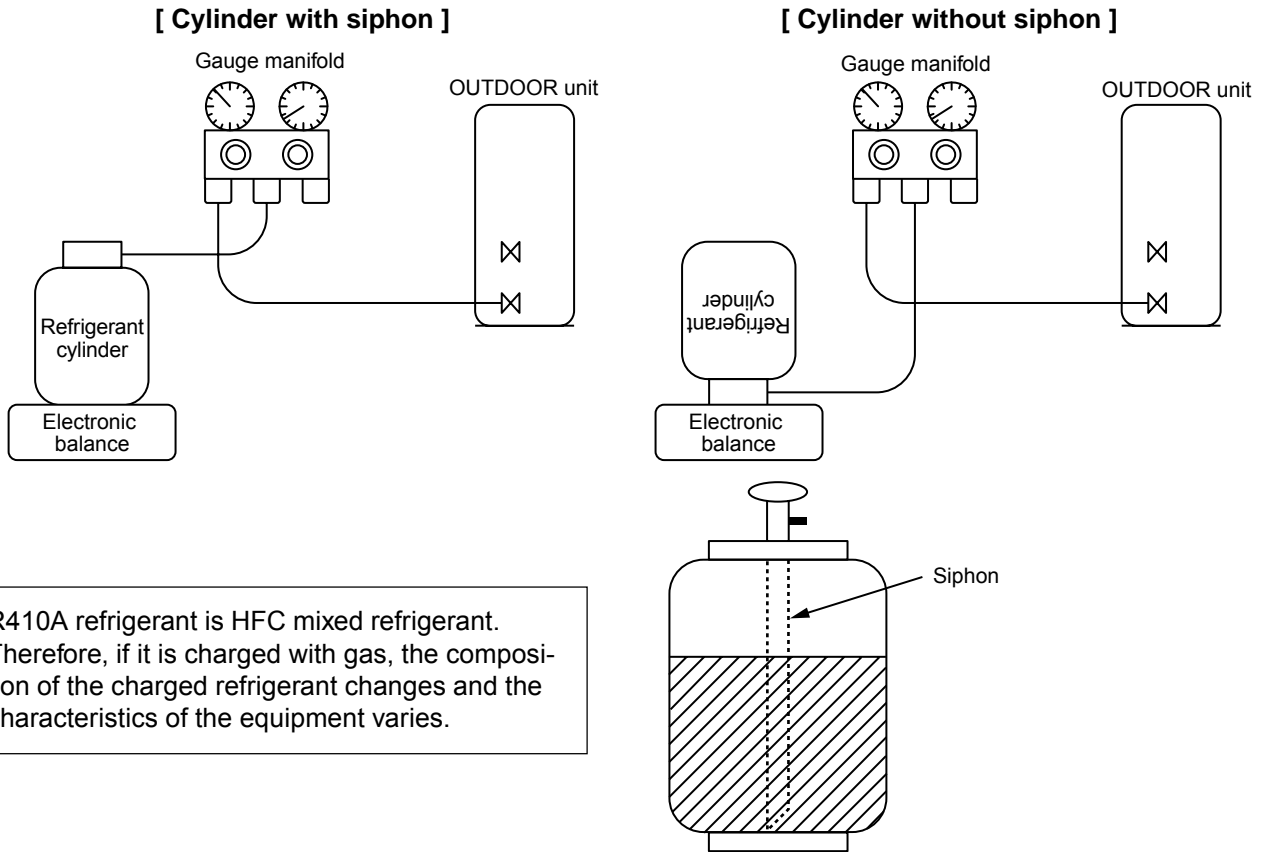 [ Cylinder with siphon ]
Gauge manifold
OUTDOOR unit
Refrigerant
cylinder
Electronic
balance
[ Cylinder without siphon ]
Gauge manifold
OUTDOOR unit
Refrigerant
cylinder
Electronic
balance
R410A refrigerant is HFC mixed refrigerant.
Therefore, if it is charged with gas, the composi-
tion of the charged refrigerant changes and the
characteristics of the equipment varies.
Siphon